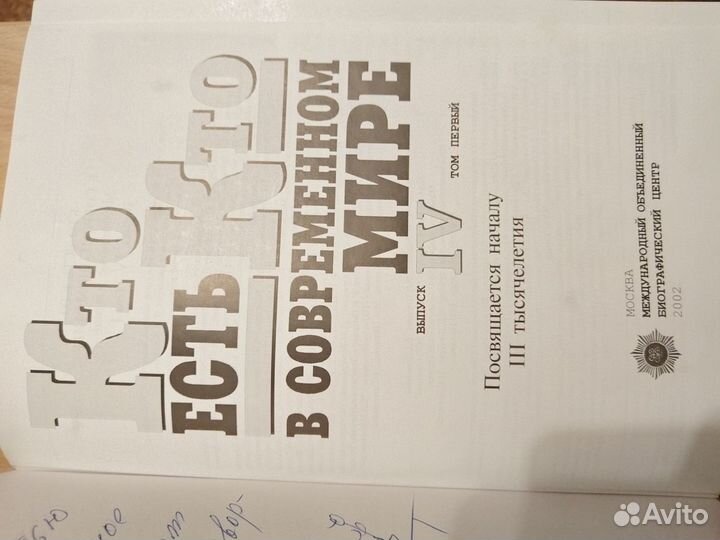 Кто
есть Кто
в современном
мире
ВЫПУСК IV ТОМ ПЕРВЫЙ
Посвящается началу
III тысячелетия
МОСКВА
МЕЖДУНАРОДНЫЙ ОБЪЕДИНЕННЫЙ
БИОГРАФИЧЕСКИЙ ЦЕНТР
2002
Avito